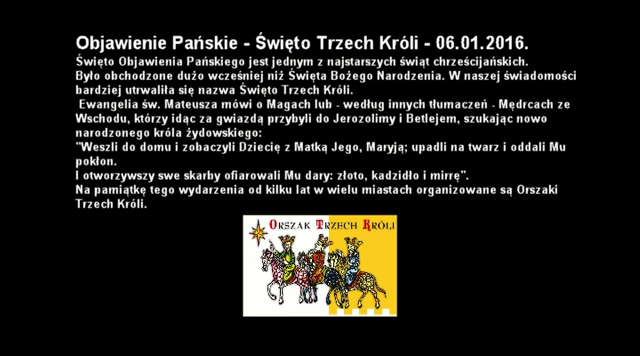 Objawienie Pańskie - Święto Trzech Króli - 06.01.2016.
Święto Objawienia Pańskiego jest jednym z najstarszych świąt chrześcijańskich.
Było obchodzone dużo wcześniej niż Święta Bożego Narodzenia. W naszej świadomości
bardziej utrwaliła się nazwa Święto Trzech Króli.
Ewangelia św. Mateusza mówi o Magach lub - według innych tłumaczeń - Mędrcach ze
Wschodu, którzy idąc za gwiazdą przybyli do Jerozolimy i Betlejem, szukając nowo
narodzonego króla żydowskiego:
"Weszli do domu i zobaczyli Dziecię z Matką Jego, Maryją; upadli na twarz i oddali Mu
pokłon.
I otworzywszy swe skarby ofiarowali Mu dary: złoto, kadzidło i mirrę".
Na pamiątkę tego wydarzenia od kilku lat w wielu miastach organizowane są Orszaki
Trzech Króli.
ORSZAK TRZECH KRÓLI